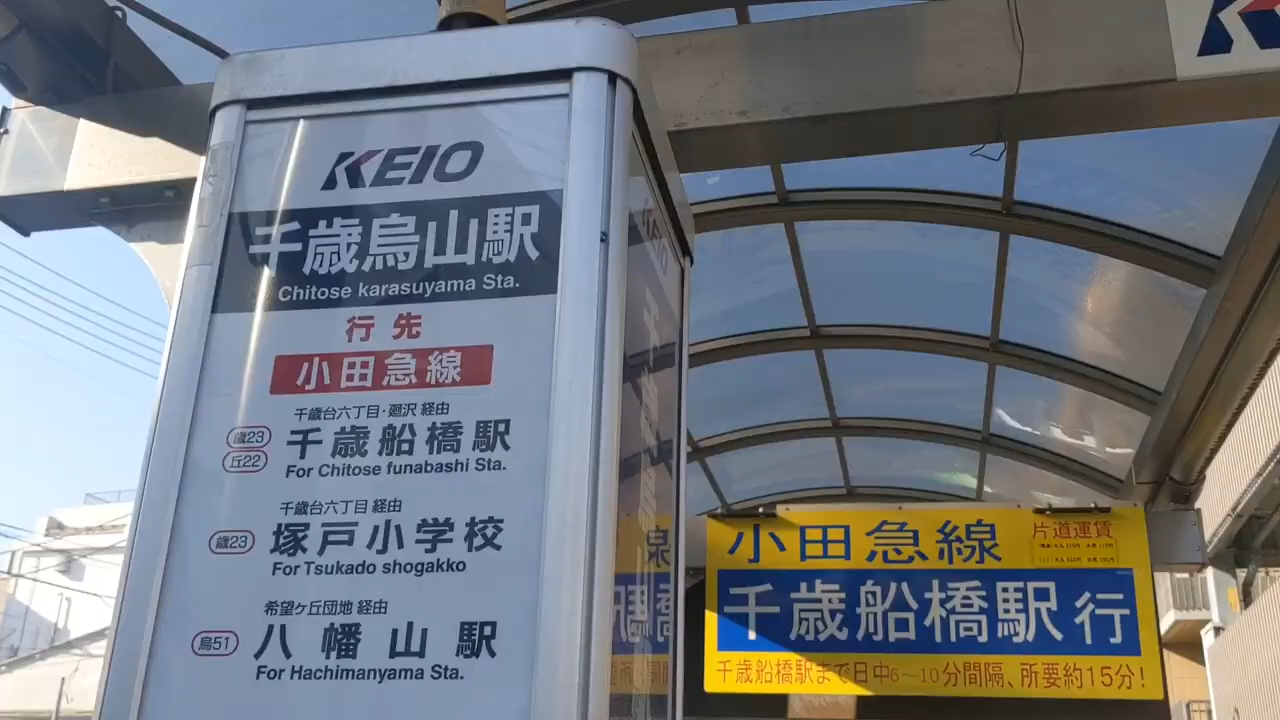 KEIO
千歳烏山駅
Chitose karasuyama Sta.
行先
小田急線
千歳台六丁目・廻沢 経由
歳23
丘22
千歳船橋駅
For Chitose funabashi Sta.
千歳台六丁目 経由
歳23
塚戸小学校
For Tsukado shogakko
希望ヶ丘団地 経由
烏51
八幡山駅
For Hachimanyama Sta.
小田急線
片道運賃
千歳船橋駅行
千歳船橋駅まで日中6～10分間隔、所要約15分!